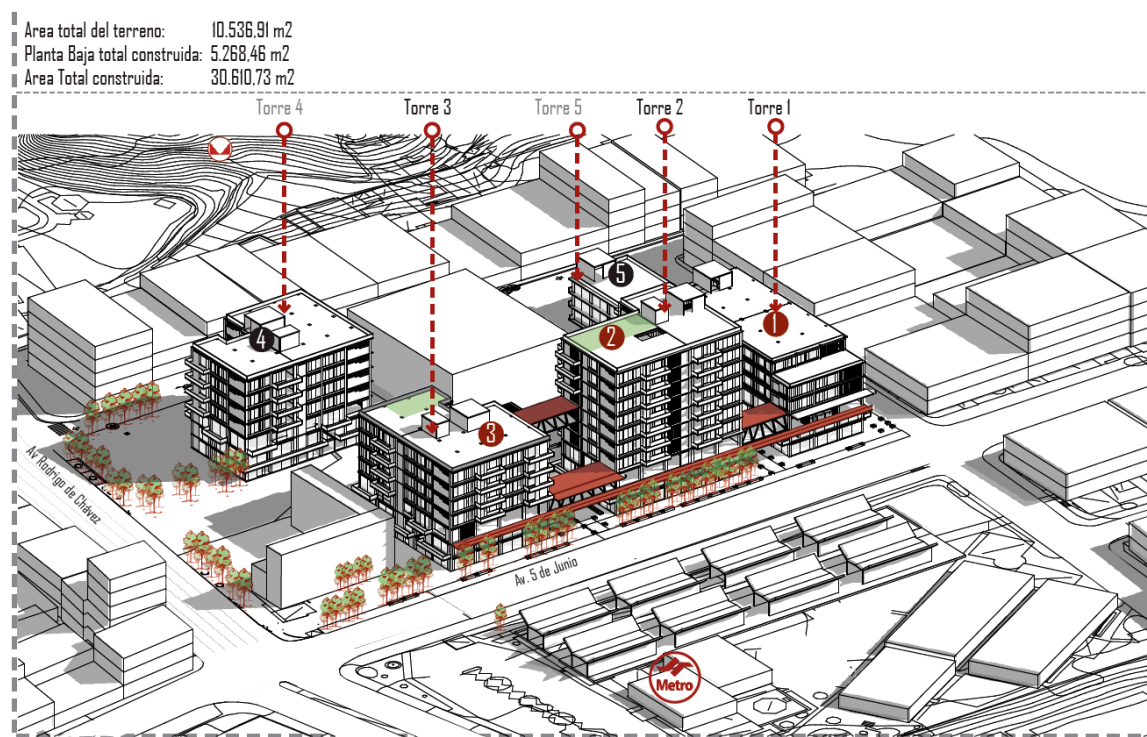 Area total del terreno: 10.536,91 m2
Planta Baja total construida: 5.268,46 m2
Area Total construida: 30.610,73 m2
Torre 4
Torre 3
Torre 5
Torre 2
Torre 1
5
1
2
4
3
Av Rodrigo de Chávez
Av. 5 de Junio
Metro